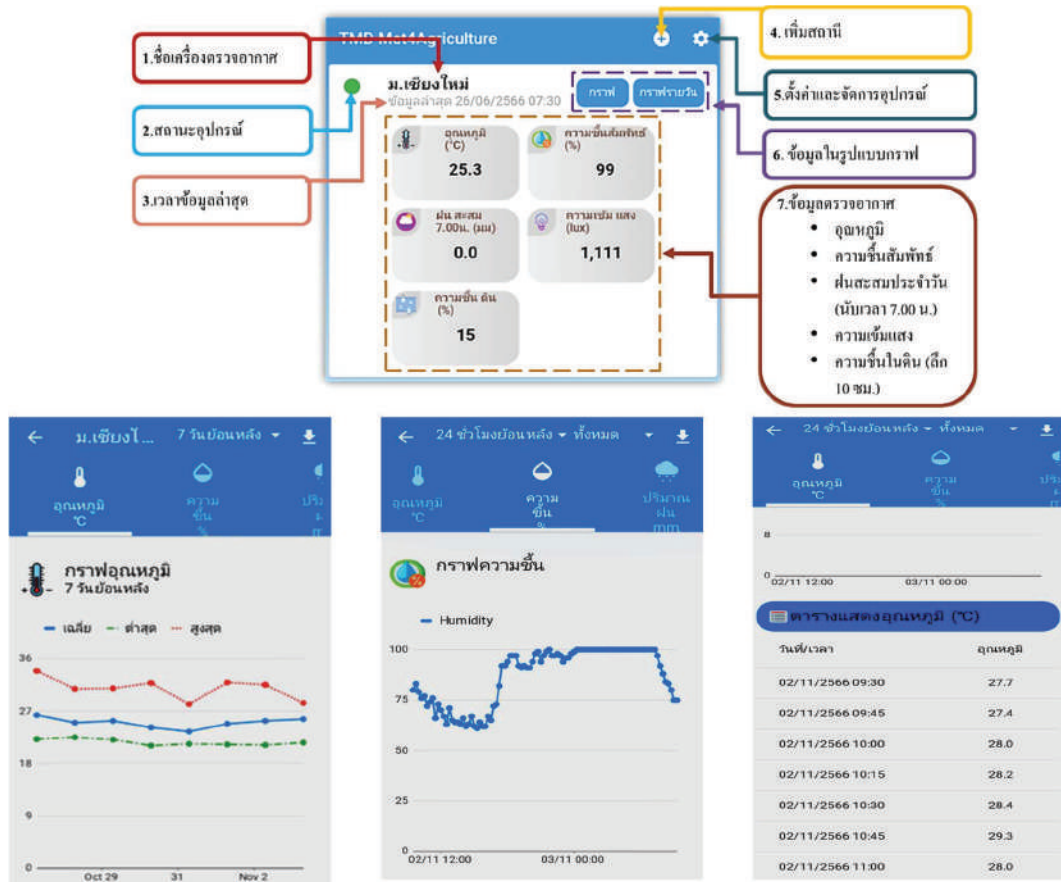 TMD Met4Agriculture
1.ชื่อเครื่องตรวจอากาศ
2.สถานะอุปกรณ์
3.เวลาข้อมูลล่าสุด
4. เพิ่มสถานี
5.ตั้งค่าและจัดการอุปกรณ์
6. ข้อมูลในรูปแบบกราฟ
7.ข้อมูลตรวจอากาศ
• อุณหภูมิ
• ความชื้นสัมพัทธ์
• ฝนสะสมประจำวัน
(นับเวลา 7.00 น.)
• ความเข้มแสง
• ความชื้นในดิน (ลึก
10 ซม.)
ม.เชียงใหม่
ข้อมูลล่าสุด 26/06/2566 07:30
กราฟ
กราฟรายวัน
อุณหภูมิ
(°C)
25.3
ความชื้นสัมพัทธ์
(%)
99
ฝน สะสม
7.00น. (มม)
0.0
ความเข้ม แสง
(lux)
1,111
ความชื้น ดิน
(%)
15
ม.เชียงใ... 7 วันย้อนหลัง
อุณหภูมิ
°C
ความ
ชื้น
%
กราฟอุณหภูมิ
7 วันย้อนหลัง
เฉลี่ย ต่ำสุด สูงสุด
36
27
18
9
0
Oct 29 31 Nov 2
24 ชั่วโมงย้อนหลัง ทั้งหมด
อุณหภูมิ
°C
ความ
ชื้น
%
ปริมาณ
ฝน
mm
กราฟความชื้น
Humidity
100
75
50
25
0
02/11 12:00 03/11 00:00
24 ชั่วโมงย้อนหลัง ทั้งหมด
อุณหภูมิ
°C
ความ
ชื้น
%
8
0
02/11 12:00 03/11 00:00
ตารางแสดงอุณหภูมิ (°C)
วันที่/เวลา อุณหภูมิ
02/11/2566 09:30 27.7
02/11/2566 09:45 27.4
02/11/2566 10:00 28.0
02/11/2566 10:15 28.2
02/11/2566 10:30 28.4
02/11/2566 10:45 29.3
02/11/2566 11:00 28.0